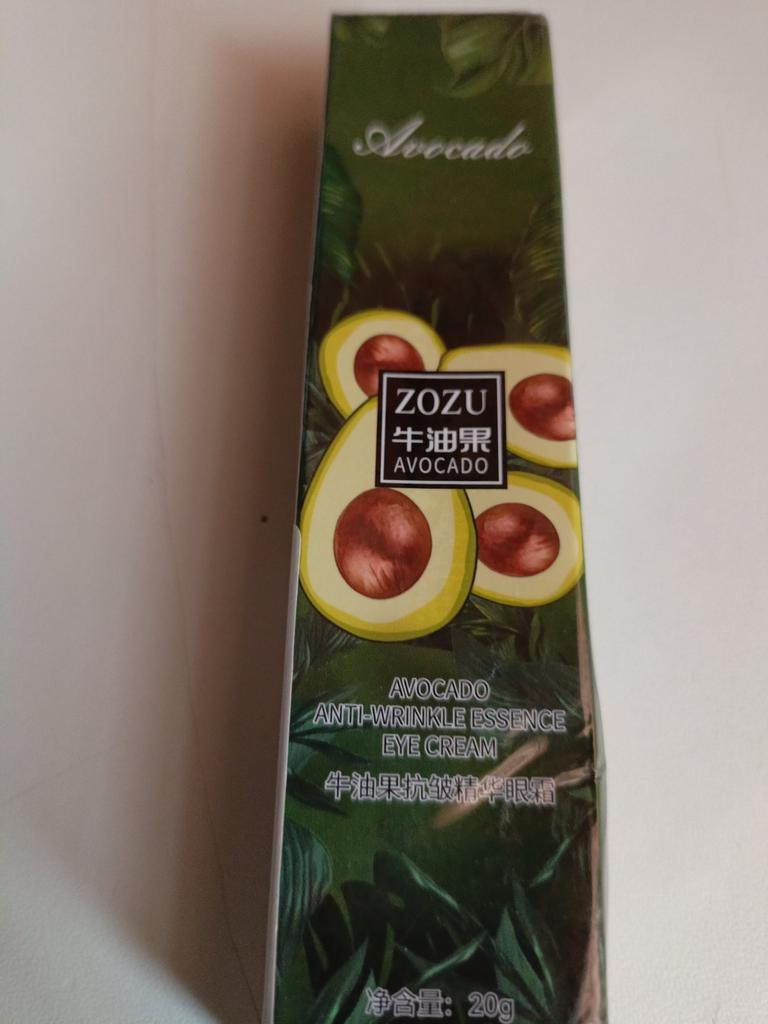 Avocado
ZOZU
牛油果
AVOCADO
AVOCADO
ANTI-WRINKLE ESSENCE
EYE CREAM
牛油果抗皱精华眼霜
净含量：20g